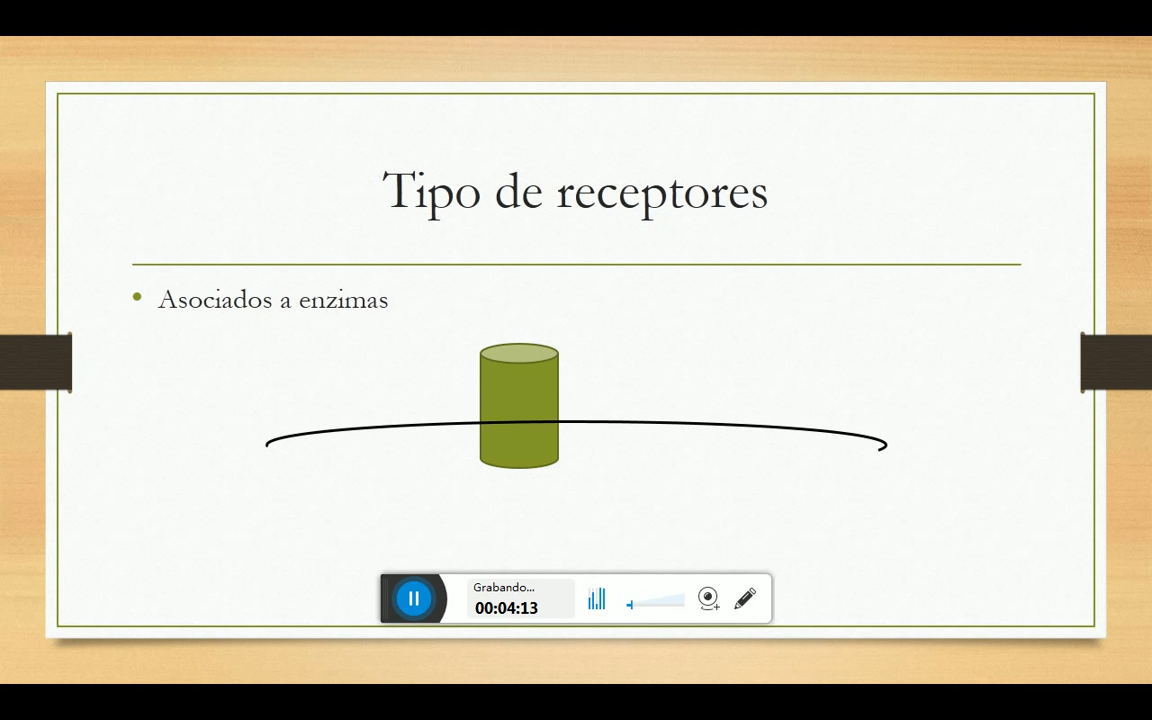 Tipo de receptores
• Asociados a enzimas
Grabando...
00:04:13